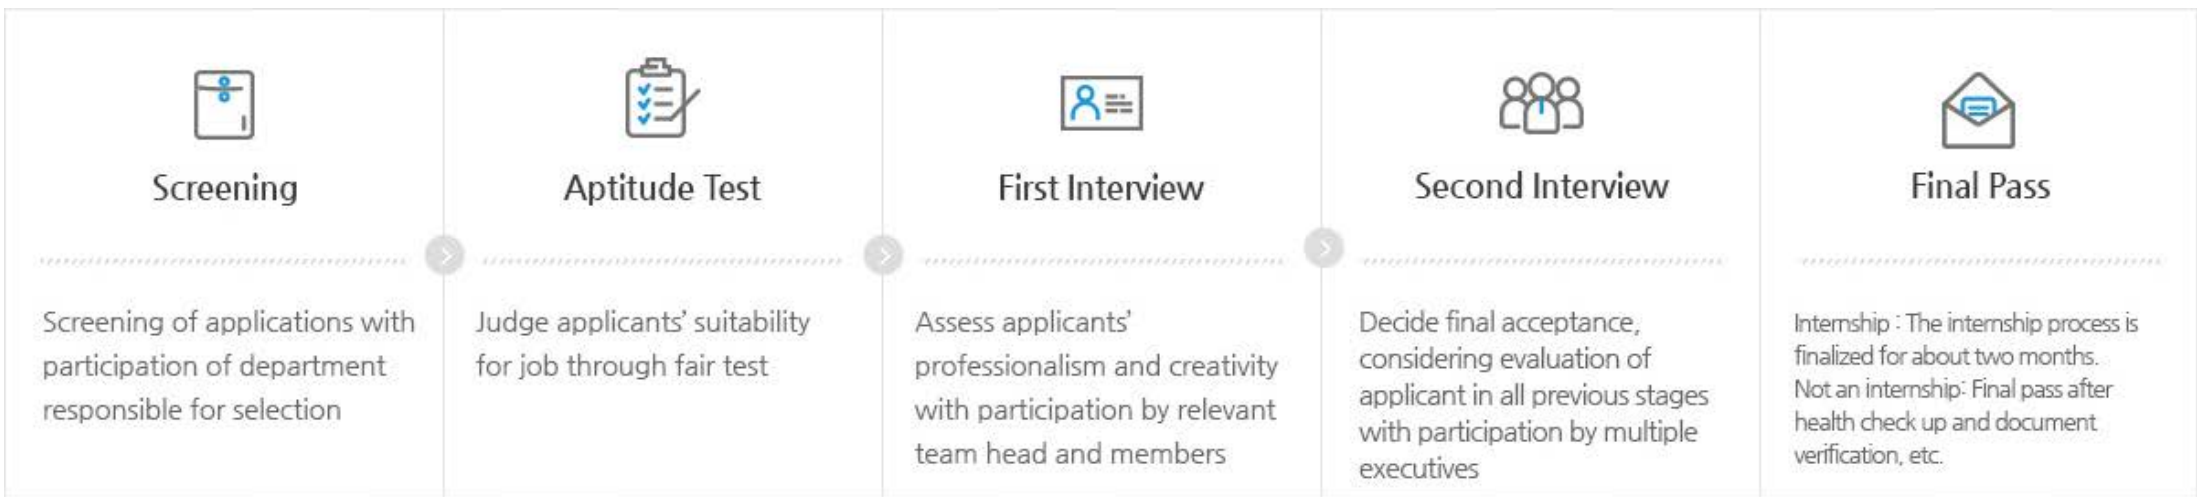 Screening
Screening of applications with
participation of department
responsible for selection
Aptitude Test
Judge applicants’ suitability
for job through fair test
First Interview
Assess applicants’
professionalism and creativity
with participation by relevant
team head and members
Second Interview
Decide final acceptance,
considering evaluation of
applicant in all previous stages
with participation by multiple
executives
Final Pass
Internship : The internship process is
finalized for about two months.
Not an internship: Final pass after
health check up and document
verification, etc.